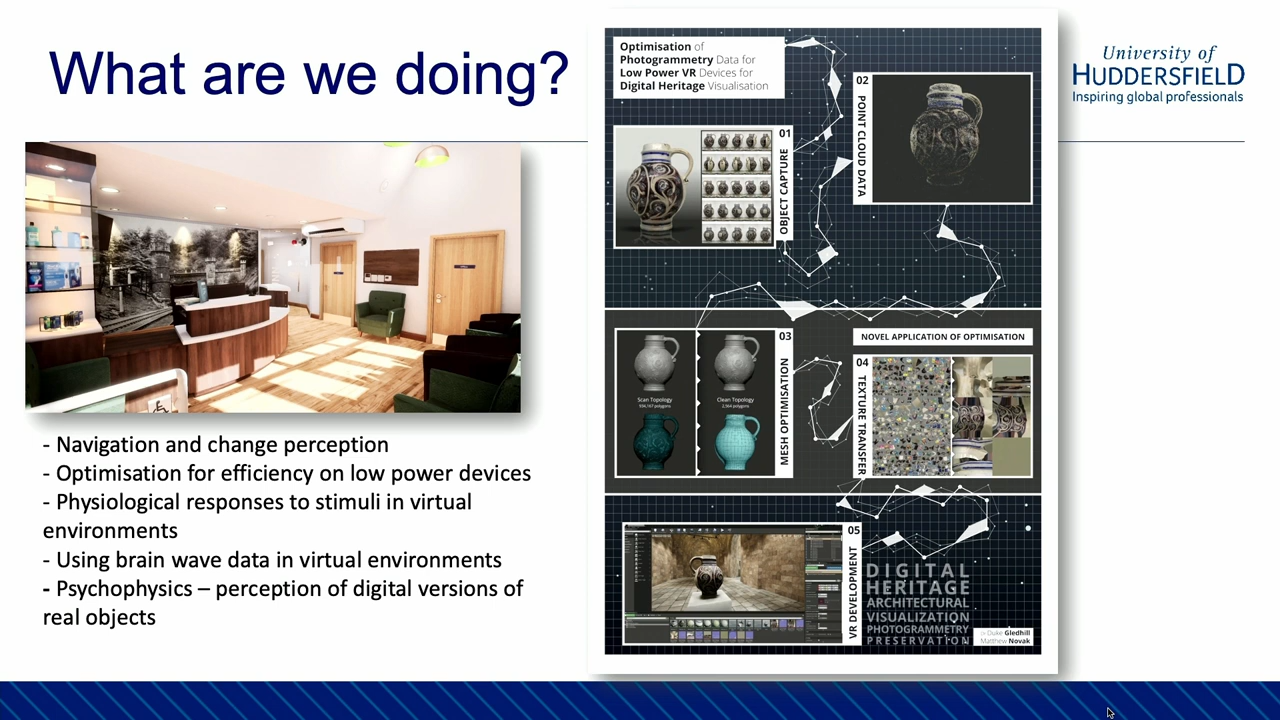 What are we doing?
University of
HUDDERSFIELD
Inspiring global professionals
- Navigation and change perception
- Optimisation for efficiency on low power devices
- Physiological responses to stimuli in virtual
environments
- Using brain wave data in virtual environments
- Psychophysics – perception of digital versions of
real objects
Optimisation of
Photogrammetry Data for
Low Power VR Devices for
Digital Heritage Visualisation
01
OBJECT CAPTURE
02
POINT CLOUD DATA
03
MESH OPTIMISATION
Scan Topology
Clean Topology
2,564 polygons
NOVEL APPLICATION OF OPTIMISATION
04
TEXTURE TRANSFER
05
VR DEVELOPMENT
DIGITAL
HERITAGE
ARCHITECTURAL
VISUALIZATION
PHOTOGRAMMETRY
PRESERVATION
Duke Gledhill
Matthew Novak